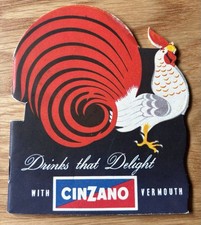 Drinks that Delight
WITH CINZANO VERMOUTH